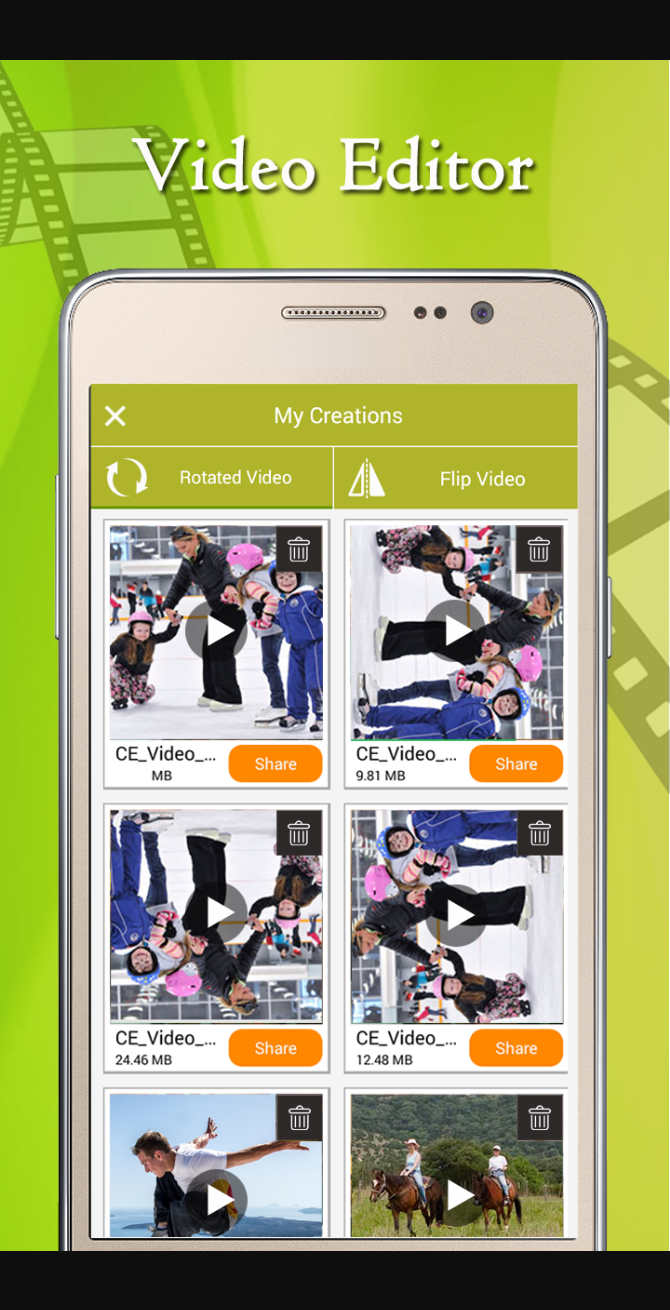 Video Editor
My Creations
Rotated Video
Flip Video
CE_Video_...
MB
Share
CE_Video_...
9.81 MB
Share
CE_Video_...
24.46 MB
Share
CE_Video_...
12.48 MB
Share